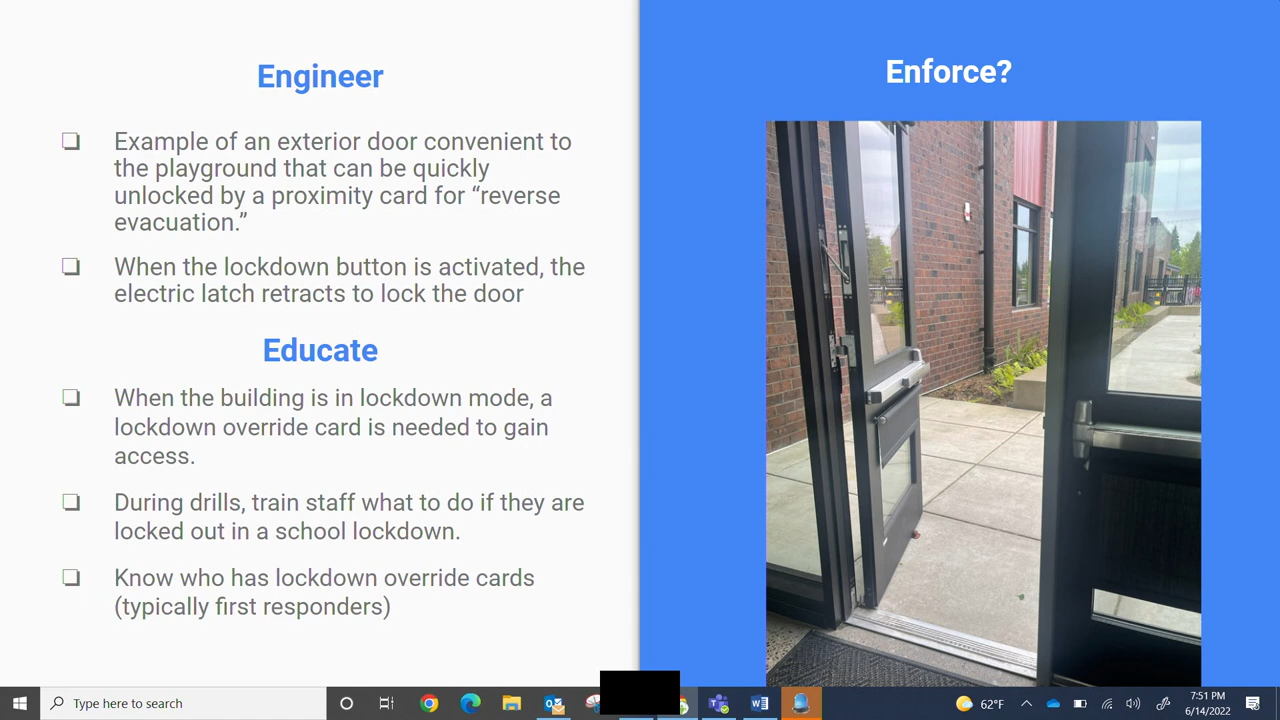 Engineer
Example of an exterior door convenient to
the playground that can be quickly
unlocked by a proximity card for “reverse
evacuation.”
When the lockdown button is activated, the
electric latch retracts to lock the door
Educate
When the building is in lockdown mode, a
lockdown override card is needed to gain
access.
During drills, train staff what to do if they are
locked out in a school lockdown.
Know who has lockdown override cards
(typically first responders)
Enforce?
Type here to search
62°F
7:51 PM
6/14/2022